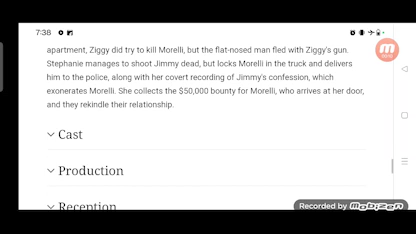 7:38
apartment, Ziggy did try to kill Morelli, but the flat-nosed man fled with Ziggy's gun.
Stephanie manages to shoot Jimmy dead, but locks Morelli in the truck and delivers
him to the police, along with her covert recording of Jimmy's confession, which
exonerates Morelli. She collects the $50,000 bounty for Morelli, who arrives at her door,
and they rekindle their relationship.
Cast
Production
Reception
Recorded by MOBIZEN